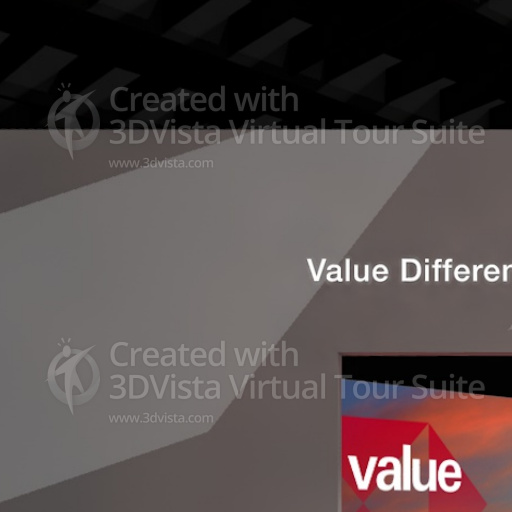 Created with
3DVista Virtual Tour Suite
www.3dvista.com
Value Differen
Created with
3DVista Virtual Tour Suite
www.3dvista.com
value